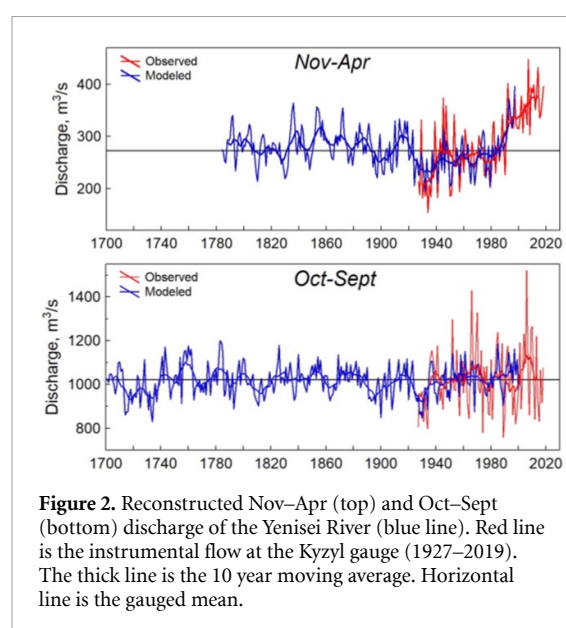 Observed
Modeled
Nov-Apr
400
300
200
Discharge, m³/s
1700 1740 1780 1820 1860 1900 1940 1980 2020
Observed
Modeled
Oct-Sept
1400
1200
1000
800
Discharge, m³/s
1700 1740 1780 1820 1860 1900 1940 1980 2020
Figure 2. Reconstructed Nov–Apr (top) and Oct–Sept
(bottom) discharge of the Yenisei River (blue line). Red line
is the instrumental flow at the Kyzyl gauge (1927–2019).
The thick line is the 10 year moving average. Horizontal
line is the gauged mean.